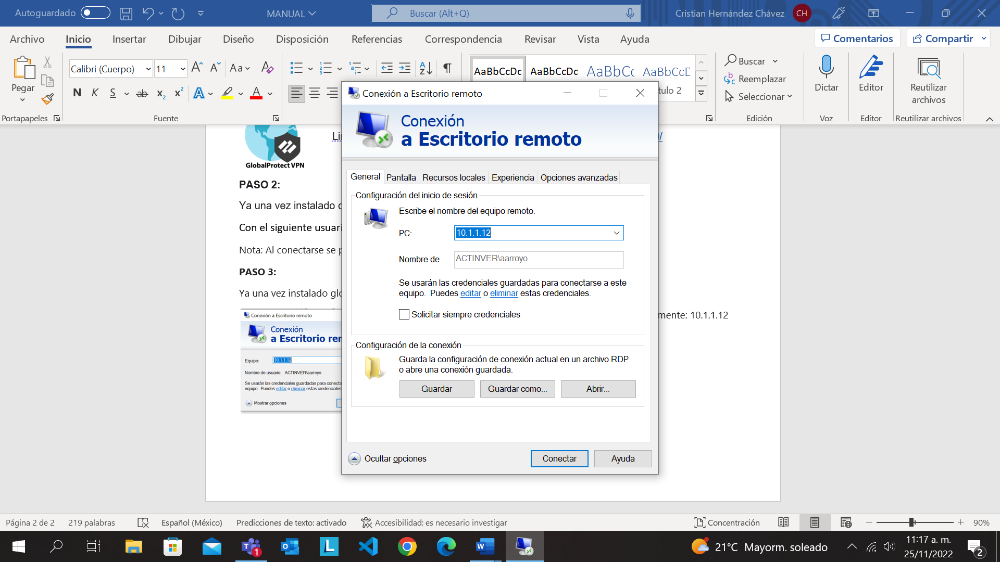 Autoguardado
MANUAL
Buscar (Alt+Q)
Cristian Hernández Chávez
CH
Archivo
Inicio
Insertar
Dibujar
Diseño
Disposición
Referencias
Correspondencia
Revisar
Vista
Ayuda
Comentarios
Compartir
Pegar
Portapapeles
Calibri (Cuerpo)
11
Aa
N K S ab x₂ x² A A
Fuente
AaBbCcDc
AaBbCcDc
AaBbCc
AaBbCcD
tulo 2
Buscar
Reemplazar
Seleccionar
Edición
Dictar
Voz
Editor
Editor
Reutilizar
archivos
Reutilizar archivos
GlobalProtect VPN
PASO 2:
Ya una vez instalado
Con el siguiente usuari
Nota: Al conectarse se p
PASO 3:
Ya una vez instalado glo
mente: 10.1.1.12
Conexión a Escritorio remoto
Conexión
a Escritorio rem
Equipo:
10.1.1.12
Nombre de usuario: ACTINVER\aarroyo
Se usarán las credenciales guardadas para conecta
equipo. Puedes editar o eliminar estas credenciales
Mostrar opciones
Conexión a Escritorio remoto
Conexión
a Escritorio remoto
General
Pantalla
Recursos locales
Experiencia
Opciones avanzadas
Configuración del inicio de sesión
Escribe el nombre del equipo remoto.
PC:
10.1.1.12
Nombre de
ACTINVER\aarroyo
Se usarán las credenciales guardadas para conectarse a este
equipo. Puedes editar o eliminar estas credenciales.
Solicitar siempre credenciales
Configuración de la conexión
Guarda la configuración de conexión actual en un archivo RDP
o abre una conexión guardada.
Guardar
Guardar como...
Abrir...
Ocultar opciones
Conectar
Ayuda
Página 2 de 2
219 palabras
Español (México)
Predicciones de texto: activado
Accesibilidad: es necesario investigar
Concentración
90%
21°C Mayorm. soleado
11:17 a. m.
25/11/2022
1
2